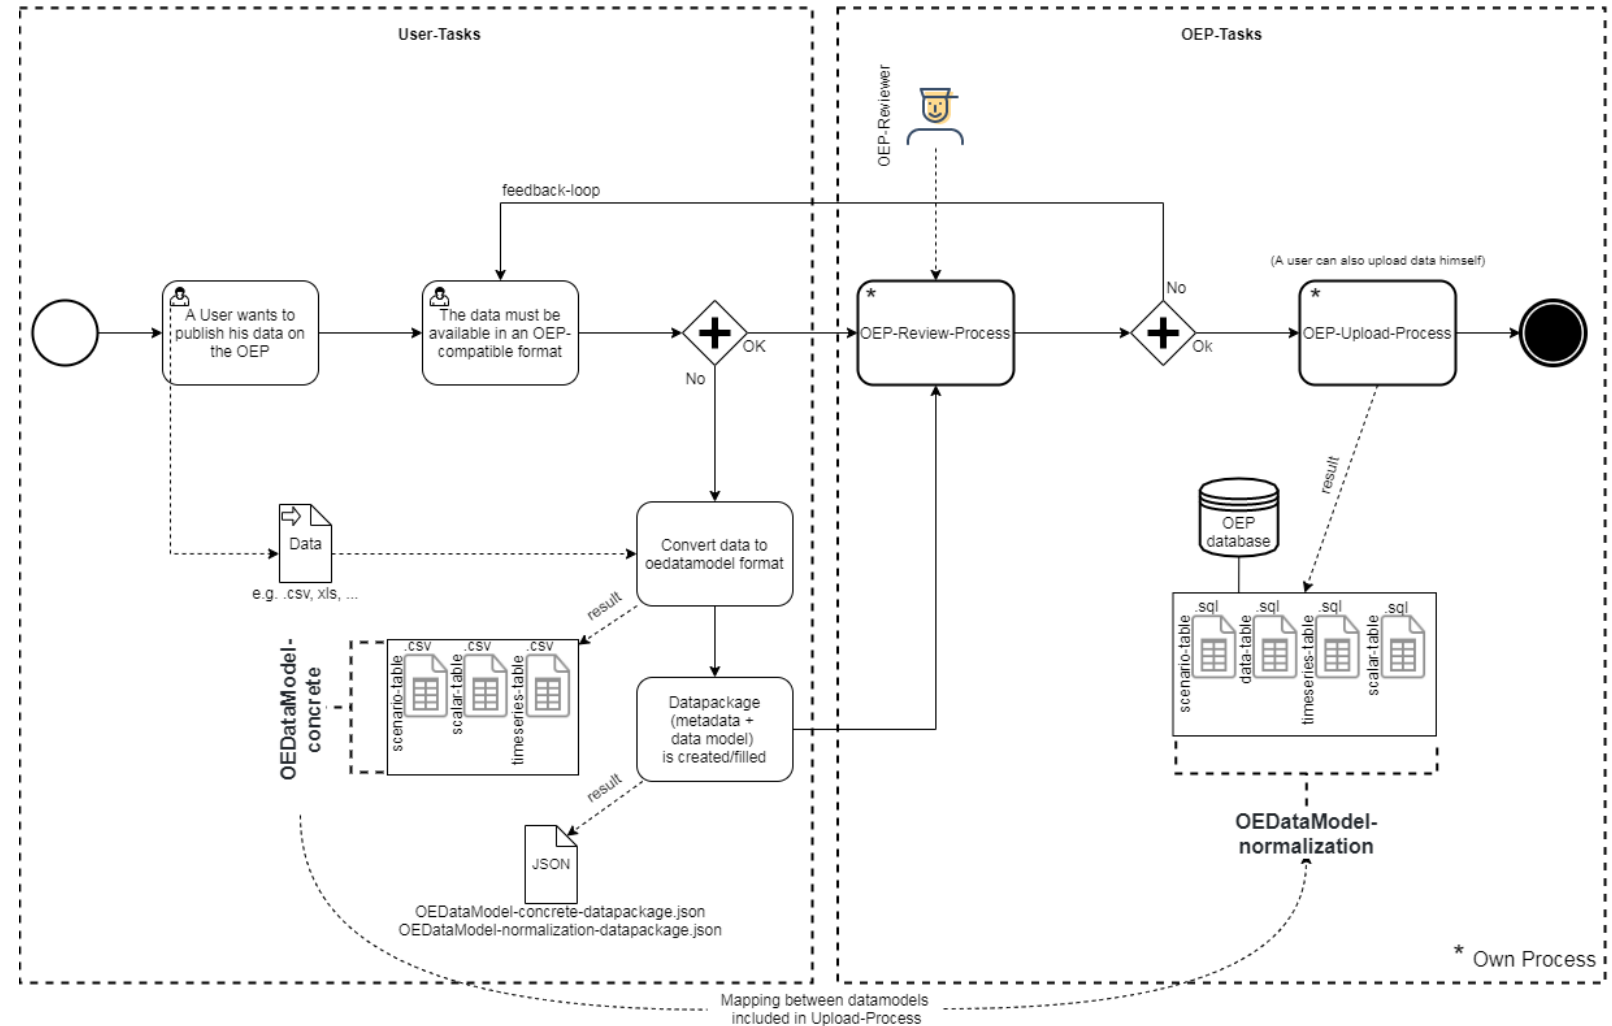 User-Tasks
OEP-Tasks
OEP-Reviewer
feedback-loop
(A user can also upload data himself)
No
A User wants to
publish his data on
the OEP
The data must be
available in an OEP-
compatible format
OK
No
*
OEP-Review-Process
Ok
*
OEP-Upload-Process
result
Data
e.g. .csv, xls, ...
Convert data to
oedatamodel format
result
OEP
database
OEDataModel-
concrete
.csv
.csv
.csv
scenario-table
scalar-table
timeseries-table
.sql
.sql
.sql
.sql
scenario-table
data-table
timeseries-table
scalar-table
Datapackage
(metadata +
data model)
is created/filled
result
JSON
OEDataModel-concrete-datapackage.json
OEDataModel-normalization-datapackage.json
OEDataModel-
normalization
* Own Process
Mapping between datamodels
included in Upload-Process